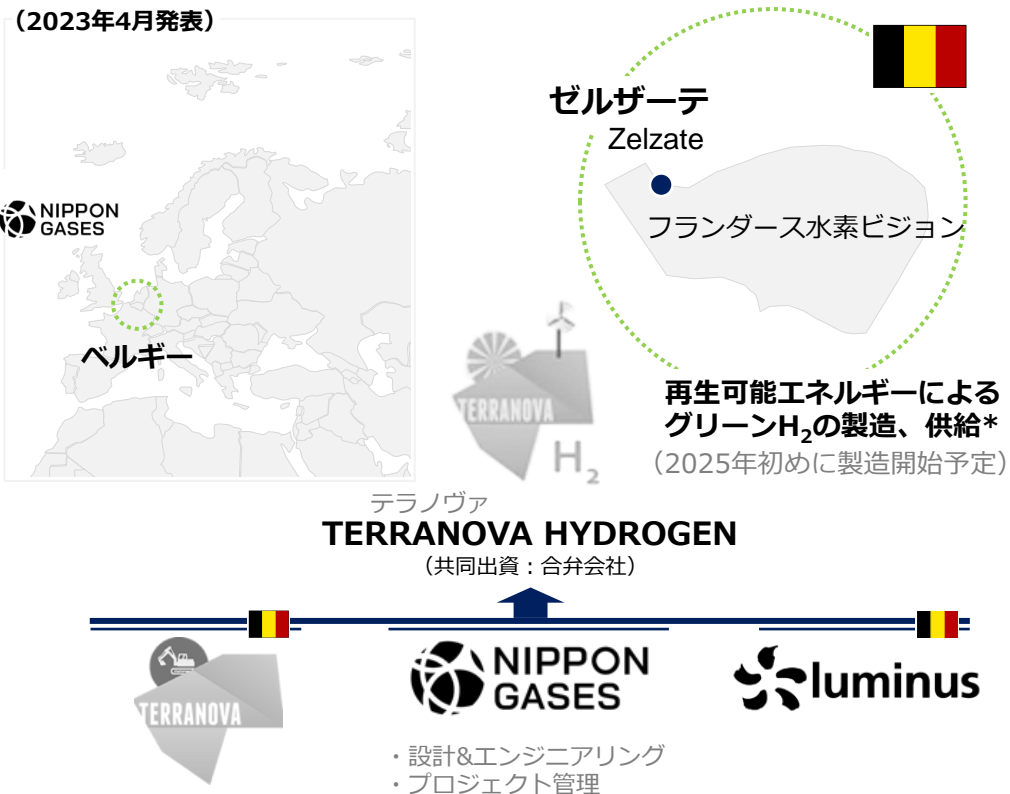 （2023年4月発表）
NIPPON
GASES
ベルギー
ゼルザーテ
Zelzate
フランダース水素ビジョン
TERRANOVA
H₂
再生可能エネルギーによる
グリーンH₂の製造、供給*
（2025年初めに製造開始予定）
テラノヴァ
TERRANOVA HYDROGEN
（共同出資：合弁会社）
TERRANOVA
NIPPON
GASES
luminus
・設計&エンジニアリング
・プロジェクト管理